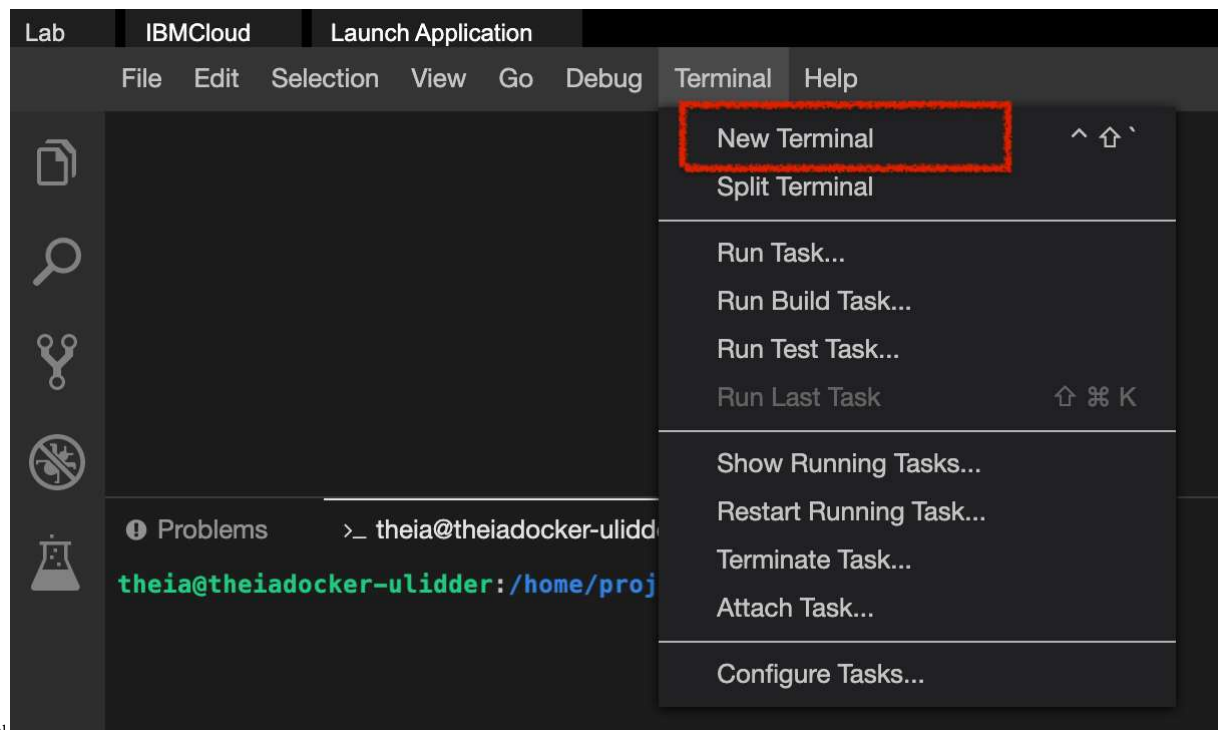 Lab IBMCloud Launch Application
File Edit Selection View Go Debug Terminal Help
New Terminal ^ ⇧ `
Split Terminal
Run Task...
Run Build Task...
Run Test Task...
Run Last Task ⇧ ⌘ K
Show Running Tasks...
Restart Running Task...
Terminate Task...
Attach Task...
Configure Tasks...
Problems >_ theia@theiadocker-ulidde
theia@theiadocker-ulidder:/home/proj